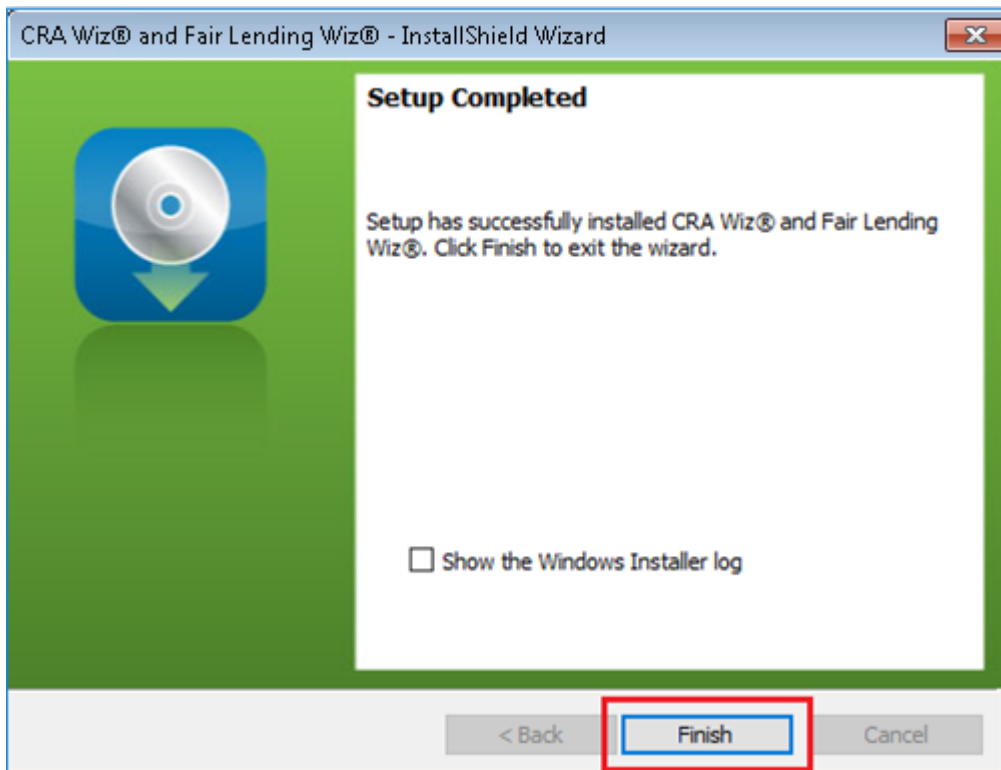 CRA Wiz® and Fair Lending Wiz® - InstallShield Wizard
Setup Completed
Setup has successfully installed CRA Wiz® and Fair Lending
Wiz®. Click Finish to exit the wizard.
Show the Windows Installer log
< Back
Finish
Cancel